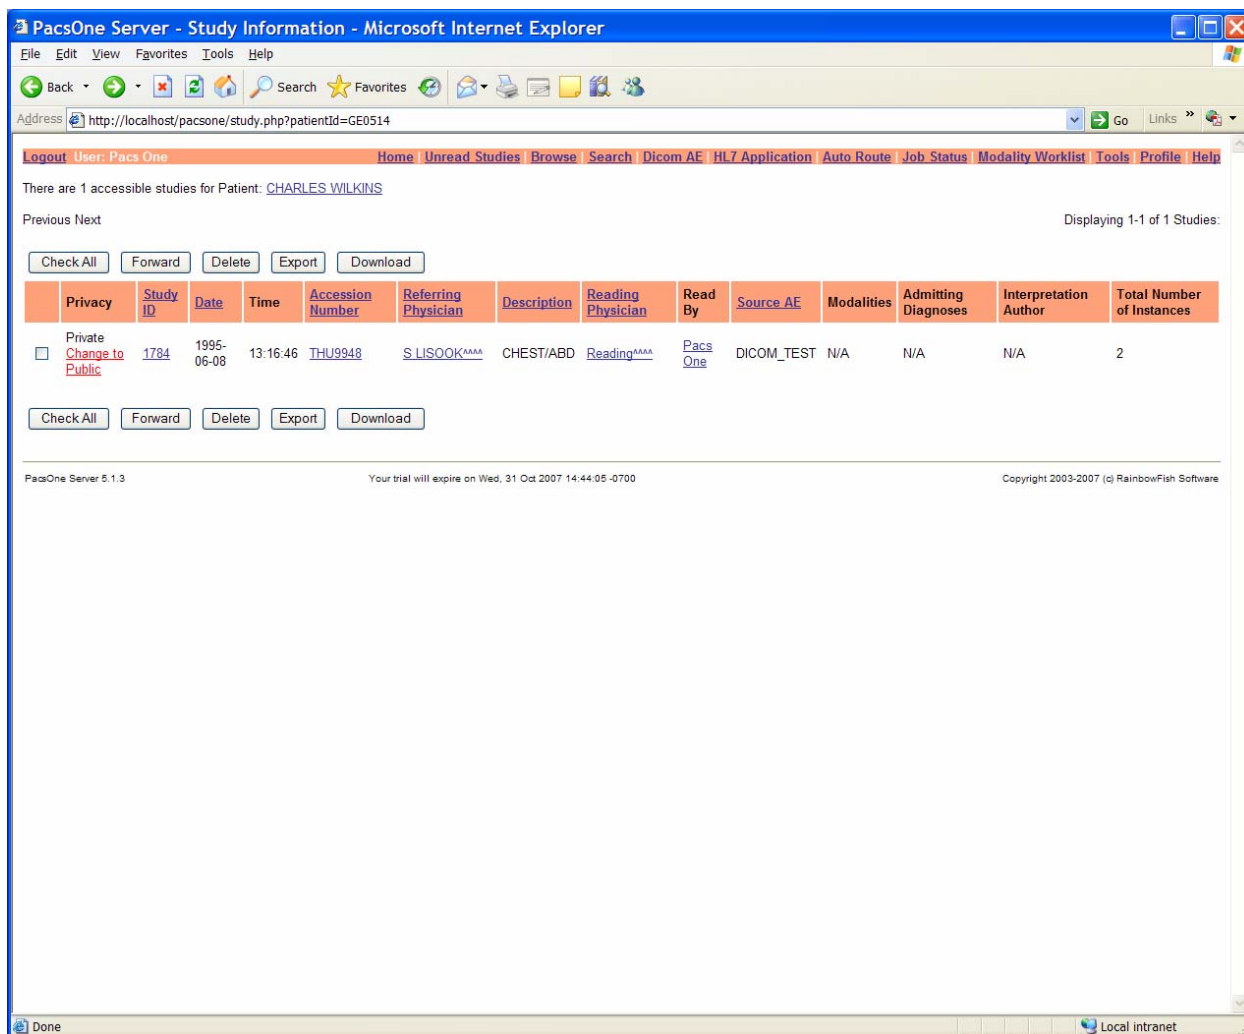 PacsOne Server - Study Information - Microsoft Internet Explorer
File Edit View Favorites Tools Help
Back Search Favorites
Address http://localhost/pacsone/study.php?patientId=GE0514 Go Links »
Logout User: Pacs One Home | Unread Studies | Browse | Search | Dicom AE | HL7 Application | Auto Route | Job Status | Modality Worklist | Tools | Profile | Help
There are 1 accessible studies for Patient: CHARLES WILKINS
Previous Next Displaying 1-1 of 1 Studies:
Check All Forward Delete Export Download
Privacy Study ID Date Time Accession Number Referring Physician Description Reading Physician Read By Source AE Modalities Admitting Diagnoses Interpretation Author Total Number of Instances
Private Change to Public 1784 1995-06-08 13:16:46 THU9948 S LISOOK^^^^ CHEST/ABD Reading^^^^ Pacs One DICOM_TEST N/A N/A N/A 2
Check All Forward Delete Export Download
PacsOne Server 5.1.3 Your trial will expire on Wed, 31 Oct 2007 14:44:05 -0700 Copyright 2003-2007 (c) RainbowFish Software
Done Local intranet